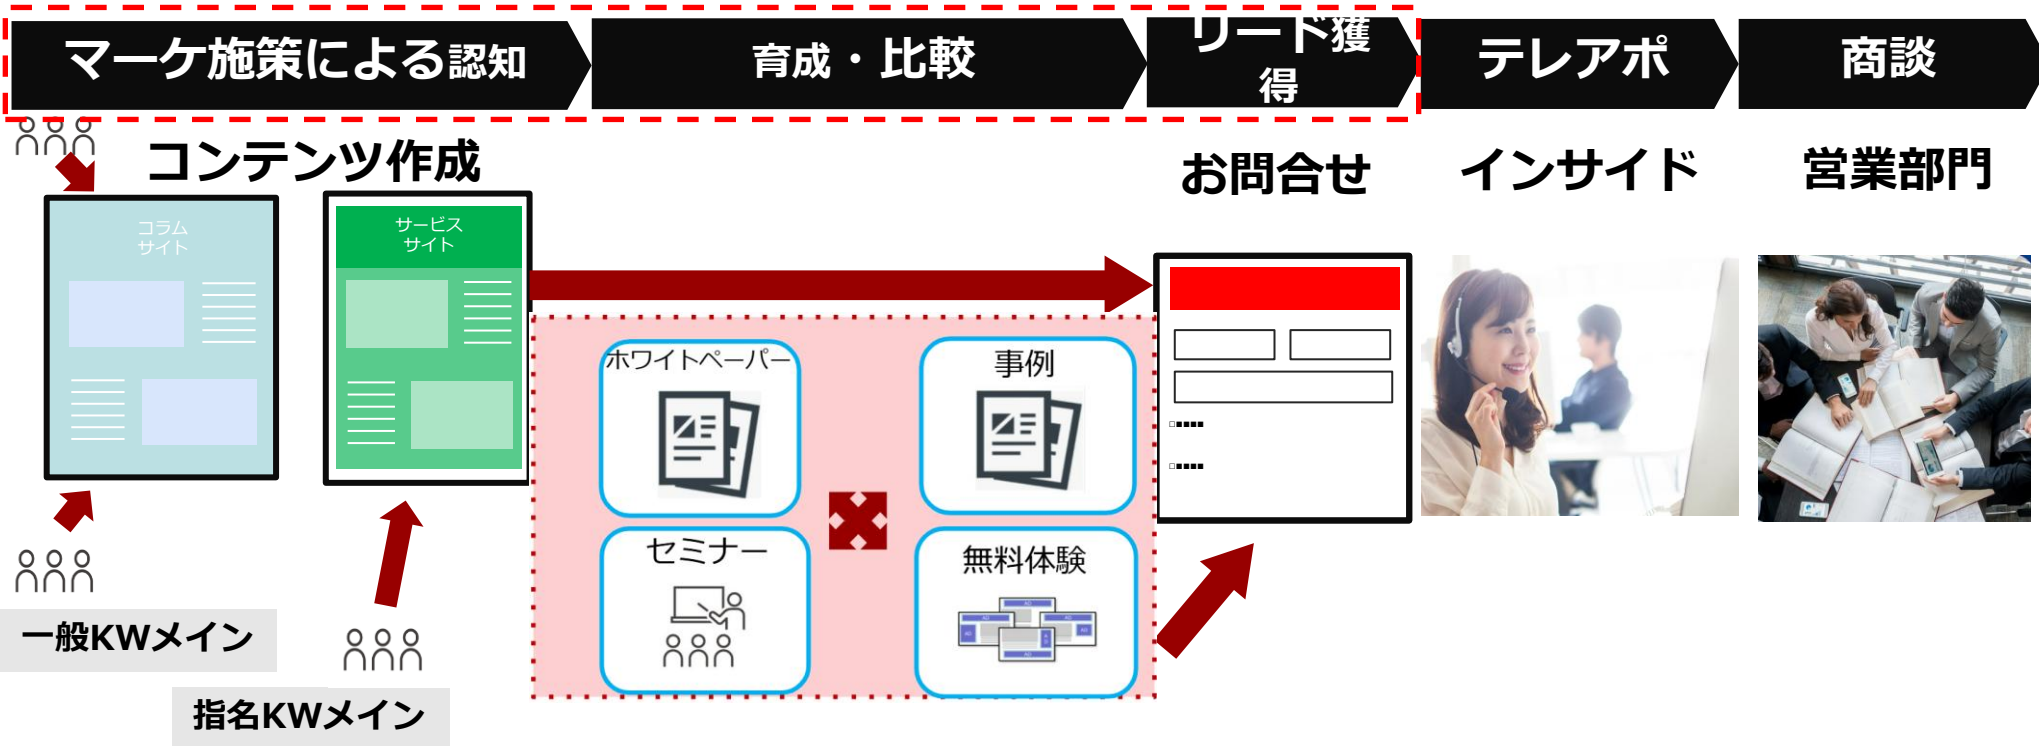 マーケ施策による認知
育成・比較
リード獲
得
テレアポ
商談
コンテンツ作成
お問合せ
インサイド
営業部門
コラム
サイト
サービス
サイト
ホワイトペーパー
事例
セミナー
無料体験
一般KWメイン
指名KWメイン